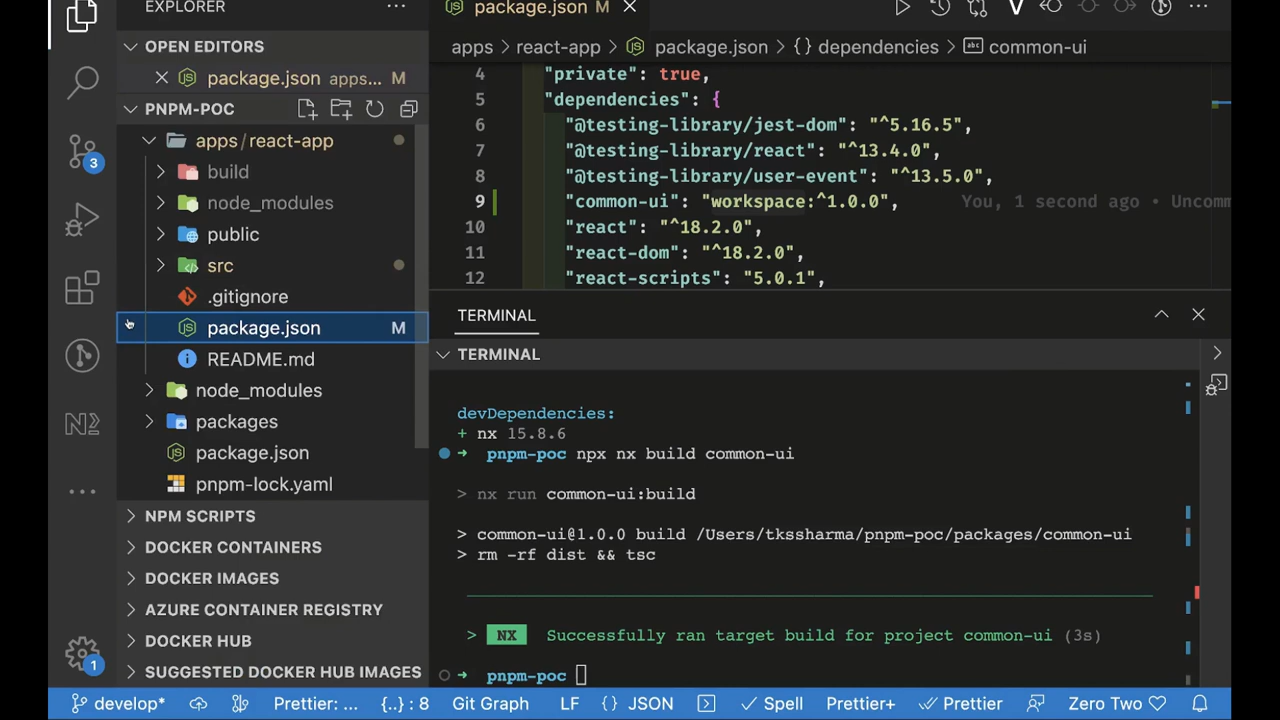 EXPLORER
OPEN EDITORS
package.json apps... M
PNPM-POC
apps/react-app
build
node_modules
public
src
.gitignore
package.json M
README.md
node_modules
packages
package.json
pnpm-lock.yaml
NPM SCRIPTS
DOCKER CONTAINERS
DOCKER IMAGES
AZURE CONTAINER REGISTRY
DOCKER HUB
SUGGESTED DOCKER HUB IMAGES
3
1
package.json M
apps > react-app > package.json > {} dependencies > abc common-ui
4 "private": true,
5 "dependencies": {
6 "@testing-library/jest-dom": "^5.16.5",
7 "@testing-library/react": "^13.4.0",
8 "@testing-library/user-event": "^13.5.0",
9 "common-ui": "workspace:^1.0.0", You, 1 second ago • Uncomm
10 "react": "^18.2.0",
11 "react-dom": "^18.2.0",
12 "react-scripts": "5.0.1",
TERMINAL
TERMINAL
devDependencies:
+ nx 15.8.6
➜ pnpm-poc npx nx build common-ui
> nx run common-ui:build
> common-ui@1.0.0 build /Users/tkssharma/pnpm-poc/packages/common-ui
> rm -rf dist && tsc
> NX Successfully ran target build for project common-ui (3s)
➜ pnpm-poc
develop* Prettier: ... {..} : 8 Git Graph LF {} JSON Spell Prettier+ Prettier Zero Two